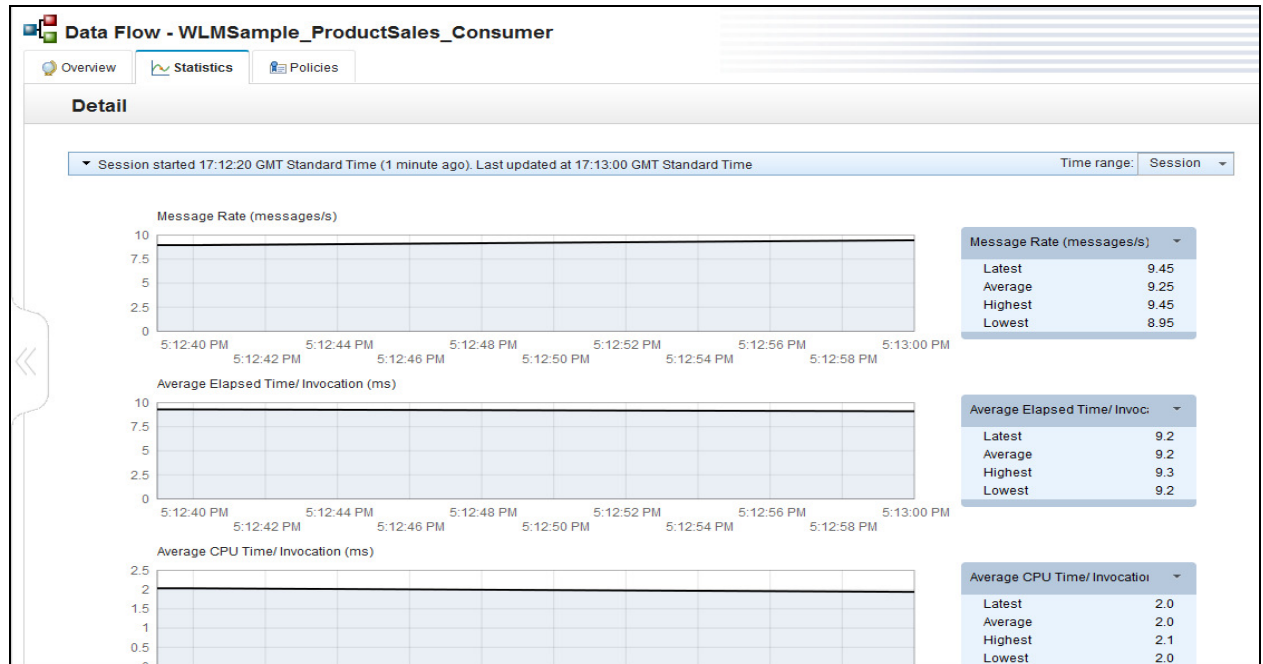 Data Flow - WLMSample_ProductSales_Consumer
Overview Statistics Policies
Detail
Session started 17:12:20 GMT Standard Time (1 minute ago). Last updated at 17:13:00 GMT Standard Time Time range: Session
Message Rate (messages/s)
10
7.5
5
2.5
0
5:12:40 PM 5:12:44 PM 5:12:48 PM 5:12:52 PM 5:12:56 PM 5:13:00 PM
5:12:42 PM 5:12:46 PM 5:12:50 PM 5:12:54 PM 5:12:58 PM
Message Rate (messages/s)
Latest 9.45
Average 9.25
Highest 9.45
Lowest 8.95
Average Elapsed Time/ Invocation (ms)
10
7.5
5
2.5
0
5:12:40 PM 5:12:44 PM 5:12:48 PM 5:12:52 PM 5:12:56 PM 5:13:00 PM
5:12:42 PM 5:12:46 PM 5:12:50 PM 5:12:54 PM 5:12:58 PM
Average Elapsed Time/ Invoc
Latest 9.2
Average 9.2
Highest 9.3
Lowest 9.2
Average CPU Time/ Invocation (ms)
2.5
2
1.5
1
0.5
Average CPU Time/ Invocatio
Latest 2.0
Average 2.0
Highest 2.1
Lowest 2.0